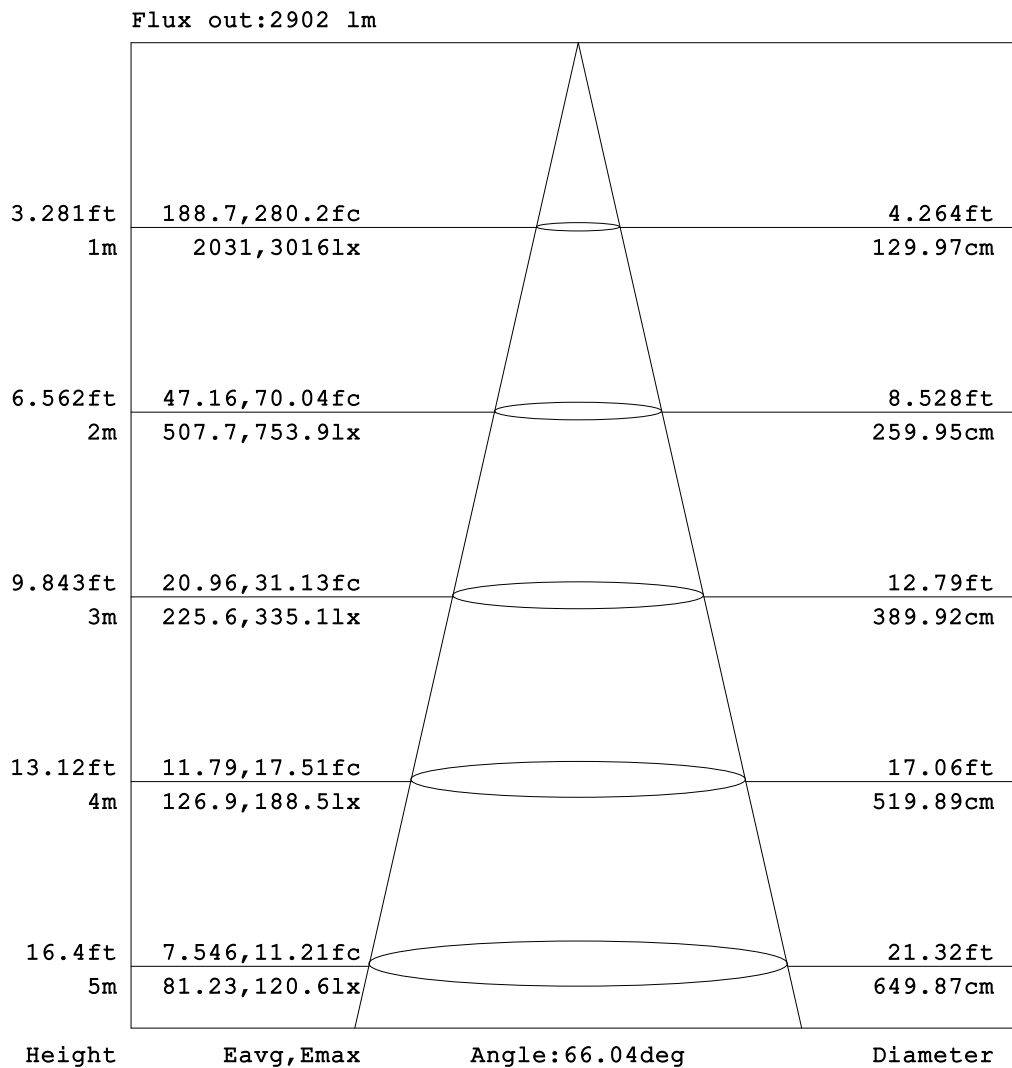 Flux out:2902 lm
3.281ft 188.7,280.2fc 4.264ft
1m 2031,3016lx 129.97cm
6.562ft 47.16,70.04fc 8.528ft
2m 507.7,753.9lx 259.95cm
9.843ft 20.96,31.13fc 12.79ft
3m 225.6,335.1lx 389.92cm
13.12ft 11.79,17.51fc 17.06ft
4m 126.9,188.5lx 519.89cm
16.4ft 7.546,11.21fc 21.32ft
5m 81.23,120.6lx 649.87cm
Height Eavg,Emax Angle:66.04deg Diameter